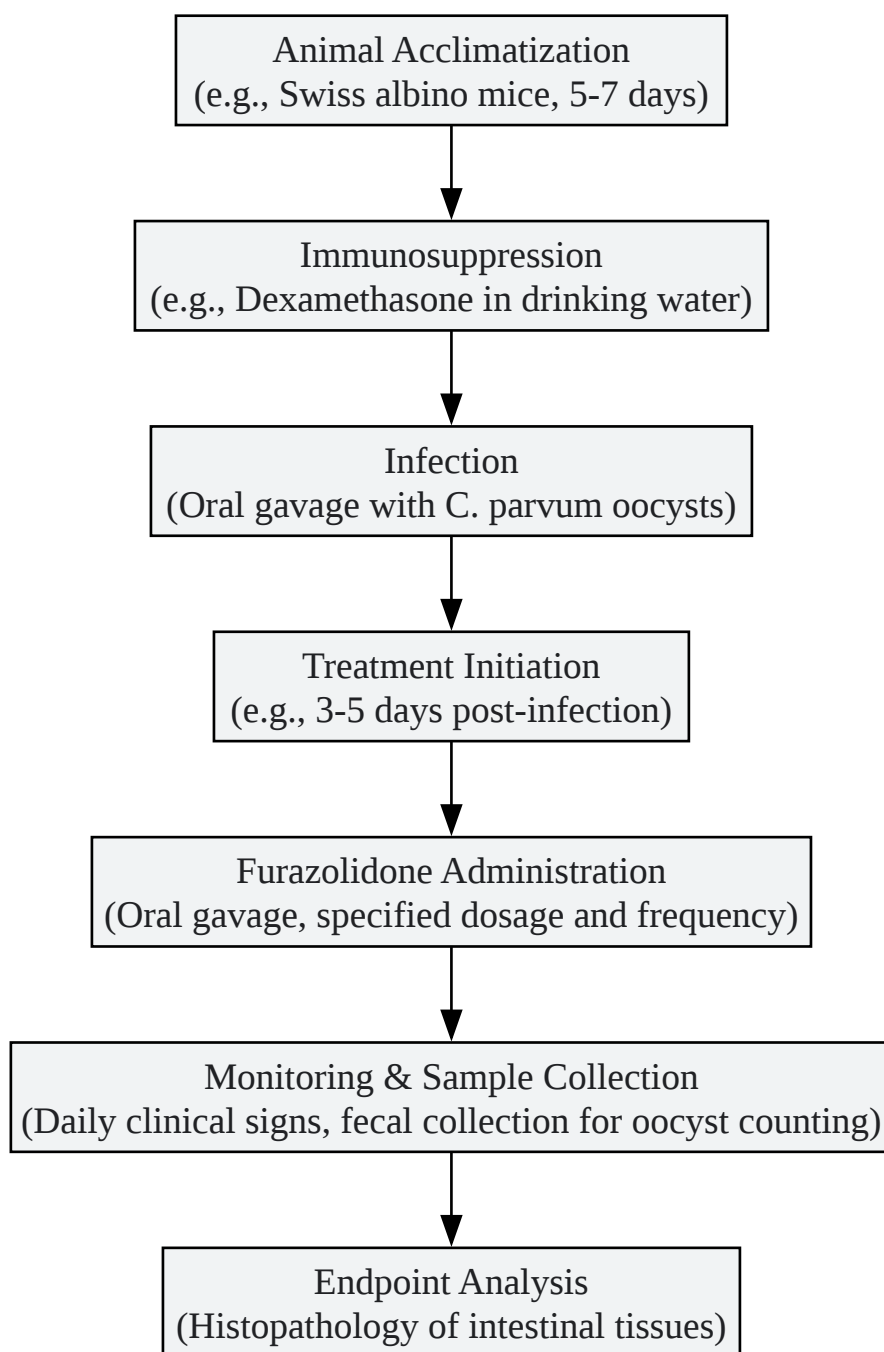 Animal Acclimatization
(e.g., Swiss albino mice, 5-7 days)
Immunosuppression
(e.g., Dexamethasone in drinking water)
Infection
(Oral gavage with C. parvum oocysts)
Treatment Initiation
(e.g., 3-5 days post-infection)
Furazolidone Administration
(Oral gavage, specified dosage and frequency)
Monitoring & Sample Collection
(Daily clinical signs, fecal collection for oocyst counting)
Endpoint Analysis
(Histopathology of intestinal tissues)